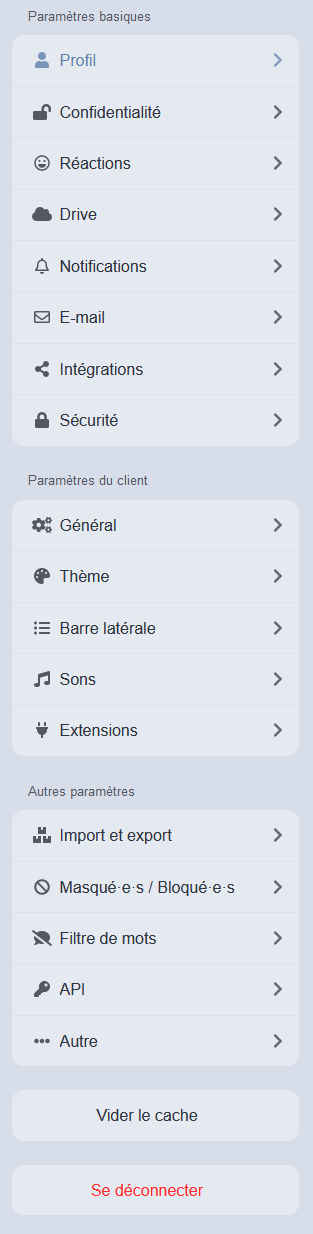 Paramètres basiques
Profil
Confidentialité
Réactions
Drive
Notifications
E-mail
Intégrations
Sécurité
Paramètres du client
Général
Thème
Barre latérale
Sons
Extensions
Autres paramètres
Import et export
Masqué·e·s / Bloqué·e·s
Filtre de mots
API
Autre
Vider le cache
Se déconnecter